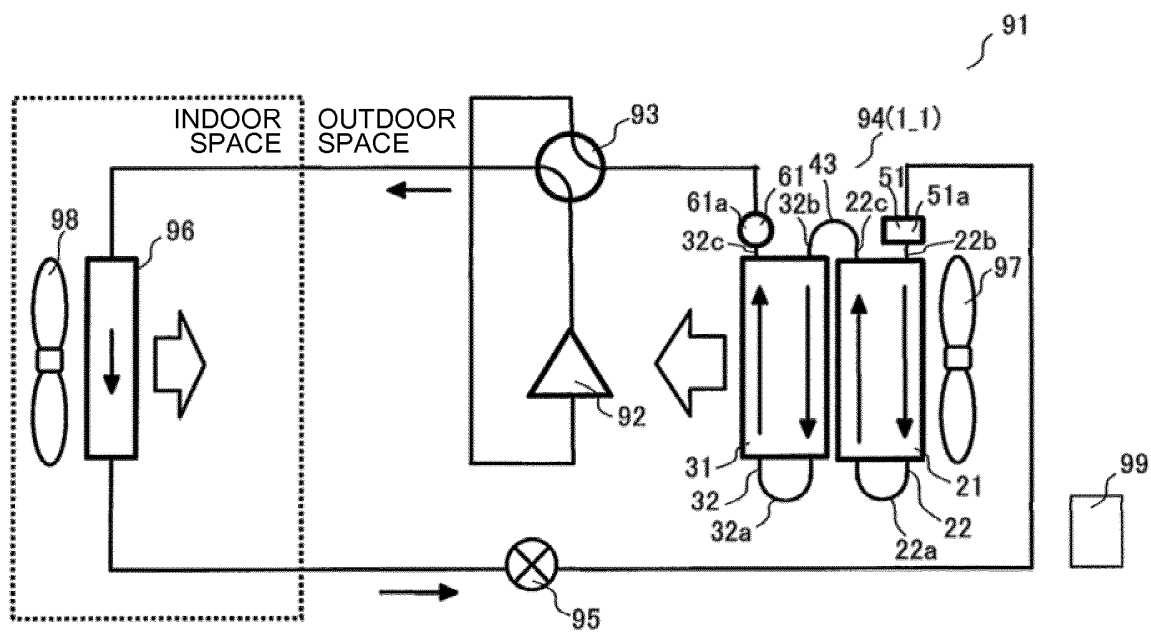 91
INDOOR SPACE
OUTDOOR SPACE
93
94(1_1)
43
51
61
61a
32b
22c
51a
98
96
32c
22b
97
92
31
21
99
32
22
32a
22a
95